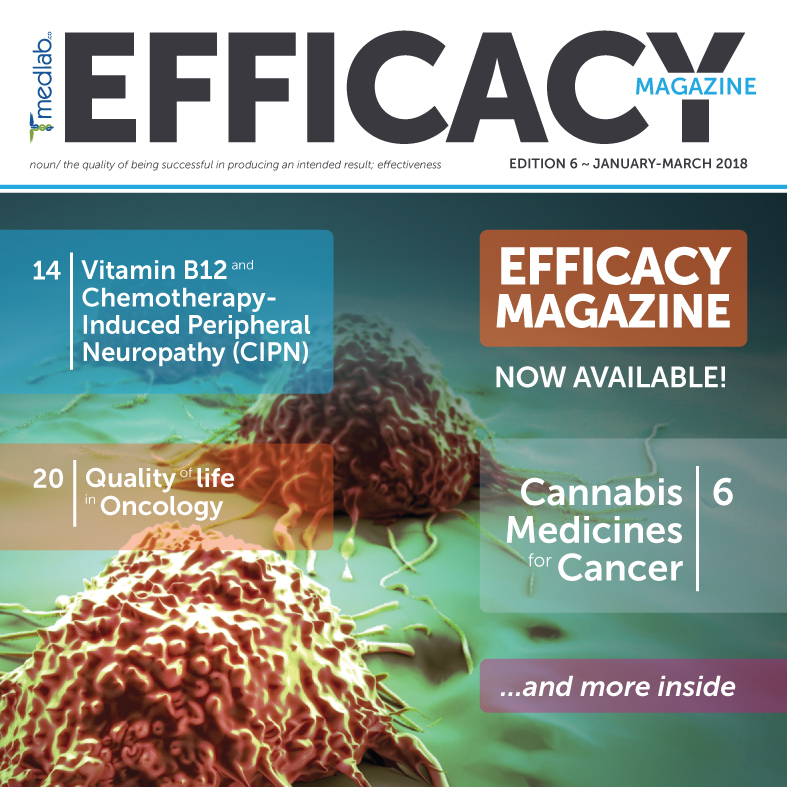 medlab.co
EFFICACY
MAGAZINE
noun/ the quality of being successful in producing an intended result; effectiveness
EDITION 6 ~ JANUARY-MARCH 2018
14
Vitamin B12 and
Chemotherapy-
Induced Peripheral
Neuropathy (CIPN)
EFFICACY
MAGAZINE
NOW AVAILABLE!
20
Quality of life
in Oncology
Cannabis
Medicines
for Cancer
6
...and more inside